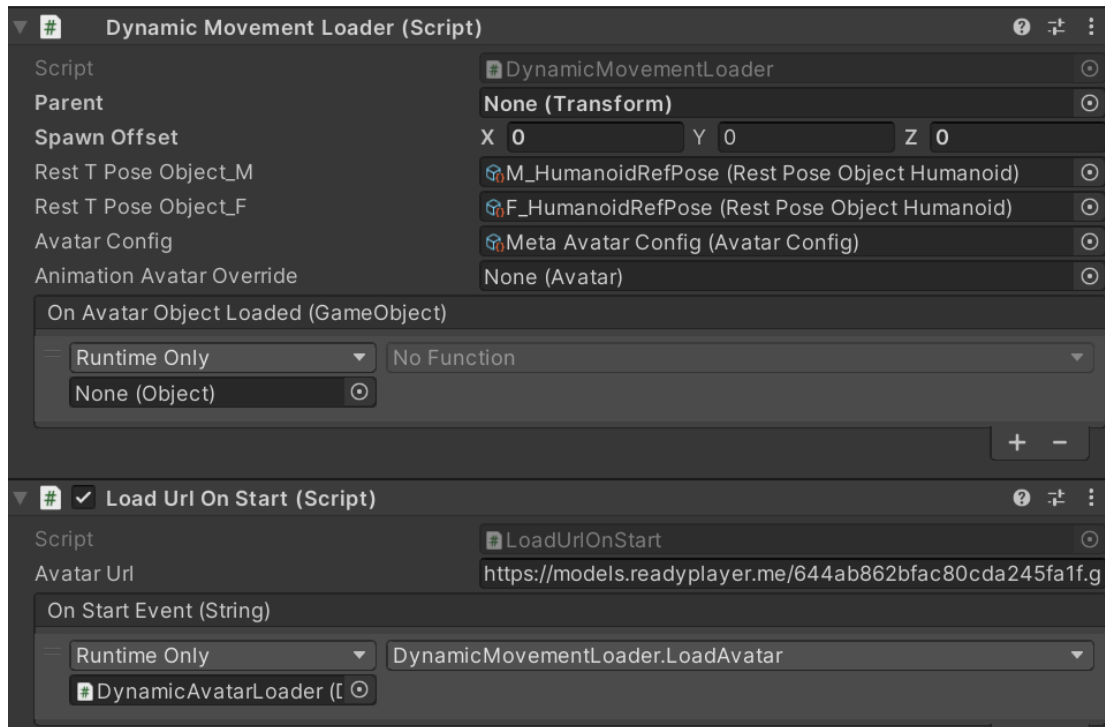 Dynamic Movement Loader (Script)
Script DynamicMovementLoader
Parent None (Transform)
Spawn Offset X 0 Y 0 Z 0
Rest T Pose Object_M M_HumanoidRefPose (Rest Pose Object Humanoid)
Rest T Pose Object_F F_HumanoidRefPose (Rest Pose Object Humanoid)
Avatar Config Meta Avatar Config (Avatar Config)
Animation Avatar Override None (Avatar)
On Avatar Object Loaded (GameObject)
Runtime Only No Function
None (Object)
+ −
Load Url On Start (Script)
Script LoadUrlOnStart
Avatar Url https://models.readyplayer.me/644ab862bfac80cda245fa1f.g
On Start Event (String)
Runtime Only DynamicMovementLoader.LoadAvatar
DynamicAvatarLoader (